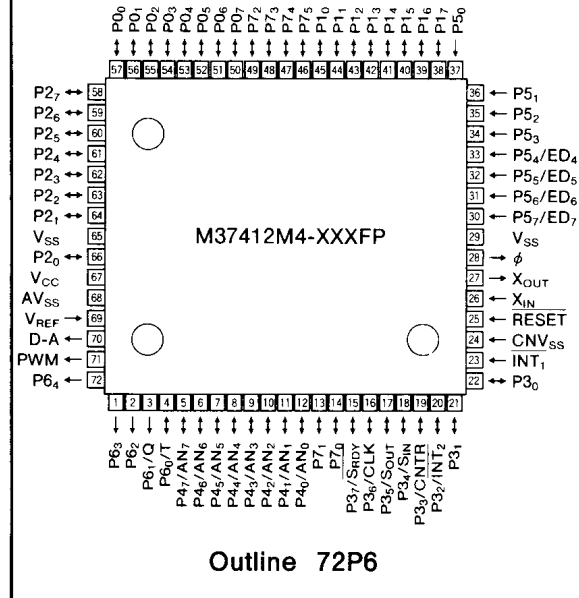 P0₀ P0₁ P0₂ P0₃ P0₄ P0₅ P0₆ P0₇ P7₂ P7₃ P7₄ P7₅ P1₀ P1₁ P1₂ P1₃ P1₄ P1₅ P1₆ P1₇ P5₀
57 56 55 54 53 52 51 50 49 48 47 46 45 44 43 42 41 40 39 38 37
P2₇ 58
P2₆ 59
P2₅ 60
P2₄ 61
P2₃ 62
P2₂ 63
P2₁ 64
V_SS 65
P2₀ 66
V_CC 67
AV_SS 68
V_REF 69
D-A 70
PWM 71
P6₄ 72
M37412M4-XXXFP
36 P5₁
35 P5₂
34 P5₃
33 P5₄/ED₄
32 P5₅/ED₅
31 P5₆/ED₆
30 P5₇/ED₇
29 V_SS
28 ϕ
27 X_OUT
26 X_IN
25 RESET
24 CNV_SS
23 INT₁
22 P3₀
1 2 3 4 5 6 7 8 9 10 11 12 13 14 15 16 17 18 19 20 21
P6₃ P6₂ P6₁/Q P6₀/T P4₇/AN₇ P4₆/AN₆ P4₅/AN₅ P4₄/AN₄ P4₃/AN₃ P4₂/AN₂ P4₁/AN₁ P4₀/AN₀ P7₁ P7₀ P3₇/S_RDY P3₆/CLK P3₅/S_OUT P3₄/S_IN P3₃/CNTR P3₂/INT₂ P3₁
Outline 72P6